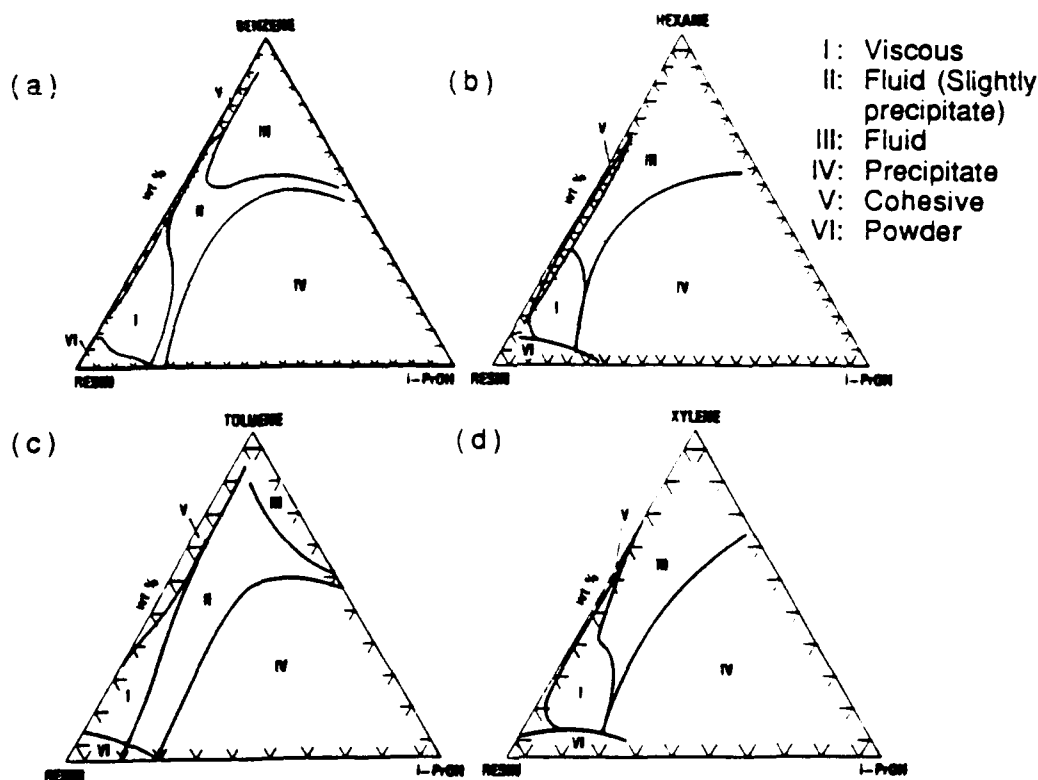 (a)
BENZENE
V
III
WT %
II
I
IV
VI
RESIN
i-PrOH
(b)
HEXANE
V
III
I
IV
VI
RESIN
i-PrOH
I: Viscous
II: Fluid (Slightly
precipitate)
III: Fluid
IV: Precipitate
V: Cohesive
VI: Powder
(c)
TOLUENE
V
III
WT %
II
I
IV
VI
RESIN
i-PrOH
(d)
XYLENE
V
III
WT %
I
IV
VI
RESIN
i-PrOH